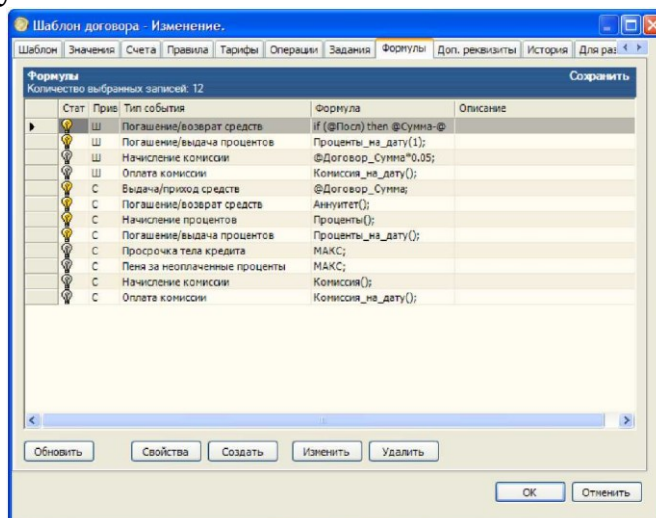 у
Шаблон договора - Изменение.
Шаблон Значения Счета Правила Тарифы Операции Задания Формулы Доп. реквизиты История Для раз
Формулы Сохранить
Количество выбранных записей: 12
Стат Прив Тип события Формула Описание
Ш Погашение/возврат средств if (@Посл) then @Сумма-@
Ш Погашение/выдача процентов Проценты_на_дату(1);
Ш Начисление комиссии @Договор_Сумма*0.05;
Ш Оплата комиссии Комиссия_на_дату();
С Выдача/приход средств @Договор_Сумма;
С Погашение/возврат средств Аннуитет();
С Начисление процентов Проценты();
С Погашение/выдача процентов Проценты_на_дату();
С Просрочка тела кредита МАКС;
С Пеня за неоплаченные проценты МАКС;
С Начисление комиссии Комиссия();
С Оплата комиссии Комиссия_на_дату();
Обновить Свойства Создать Изменить Удалить
ОК Отменить